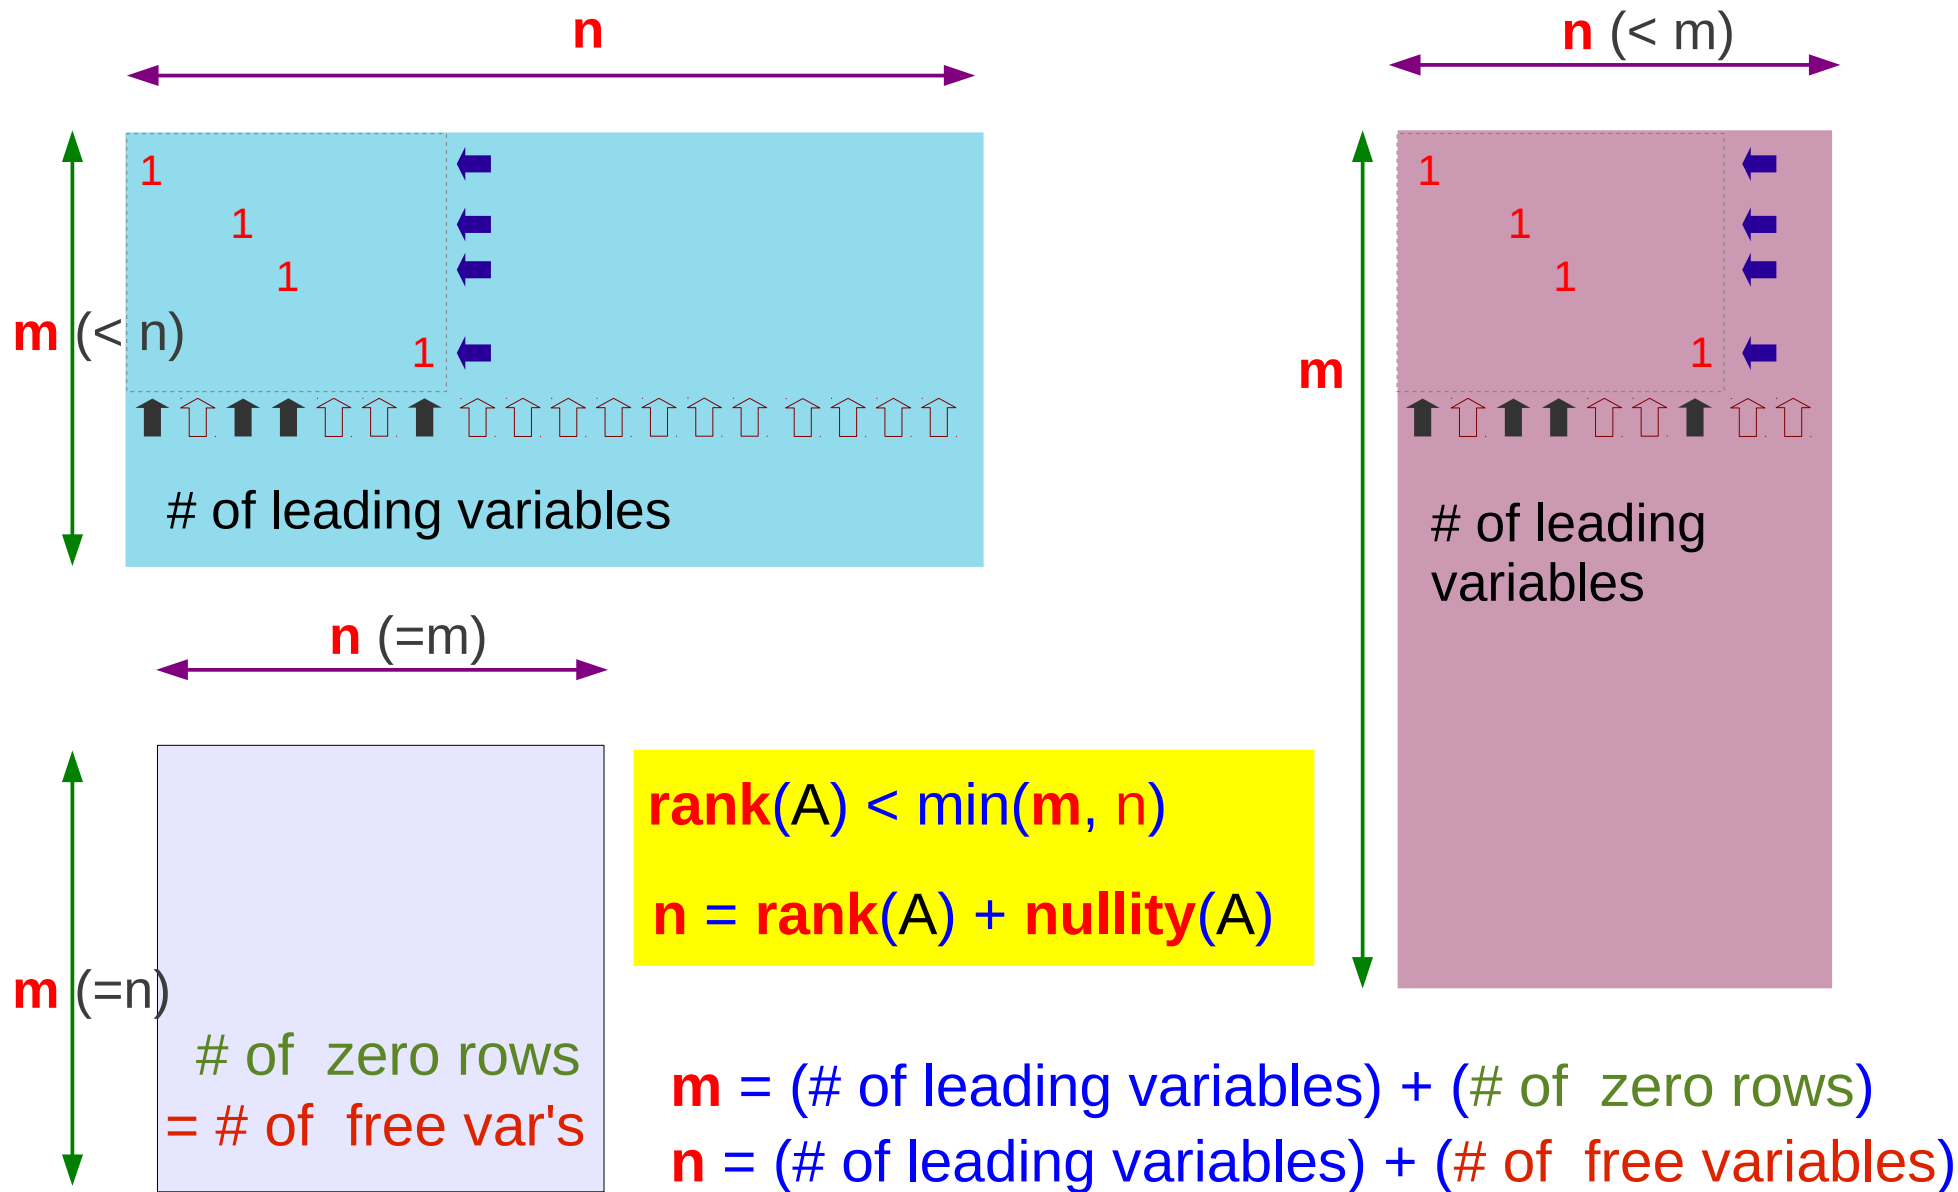 n
1
1
1
m (< n)
1
# of leading variables
n (< m)
1
1
1
1
m
# of leading
variables
n (=m)
m (=n)
# of zero rows
= # of free var's
rank(A) < min(m, n)
n = rank(A) + nullity(A)
m = (# of leading variables) + (# of zero rows)
n = (# of leading variables) + (# of free variables)